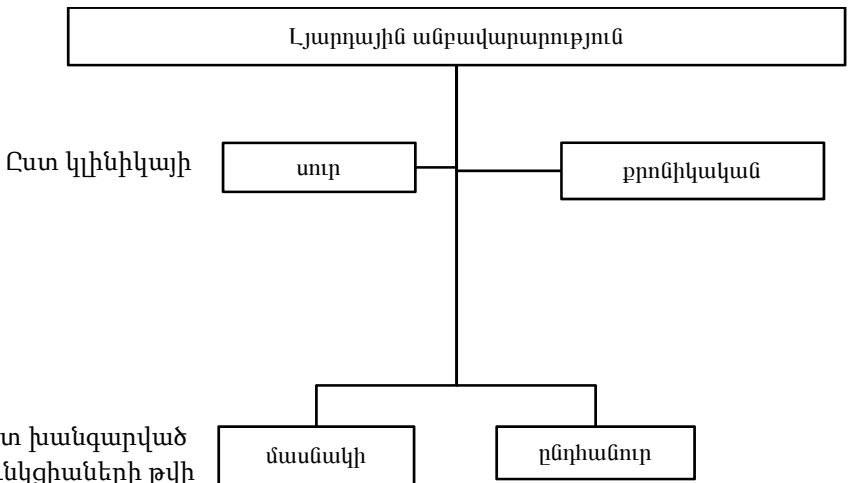 Լյարդային անբավարարություն
Ըստ կլինիկայի
սուր
քրոնիկական
խանգարված
մասնակի
ընդհանուր
թվի